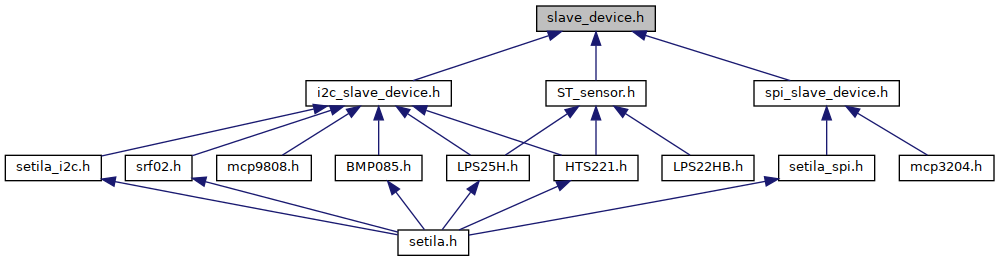 slave_device.h
i2c_slave_device.h
ST_sensor.h
spi_slave_device.h
setila_i2c.h
srf02.h
mcp9808.h
BMP085.h
LPS25H.h
HTS221.h
LPS22HB.h
setila_spi.h
mcp3204.h
setila.h